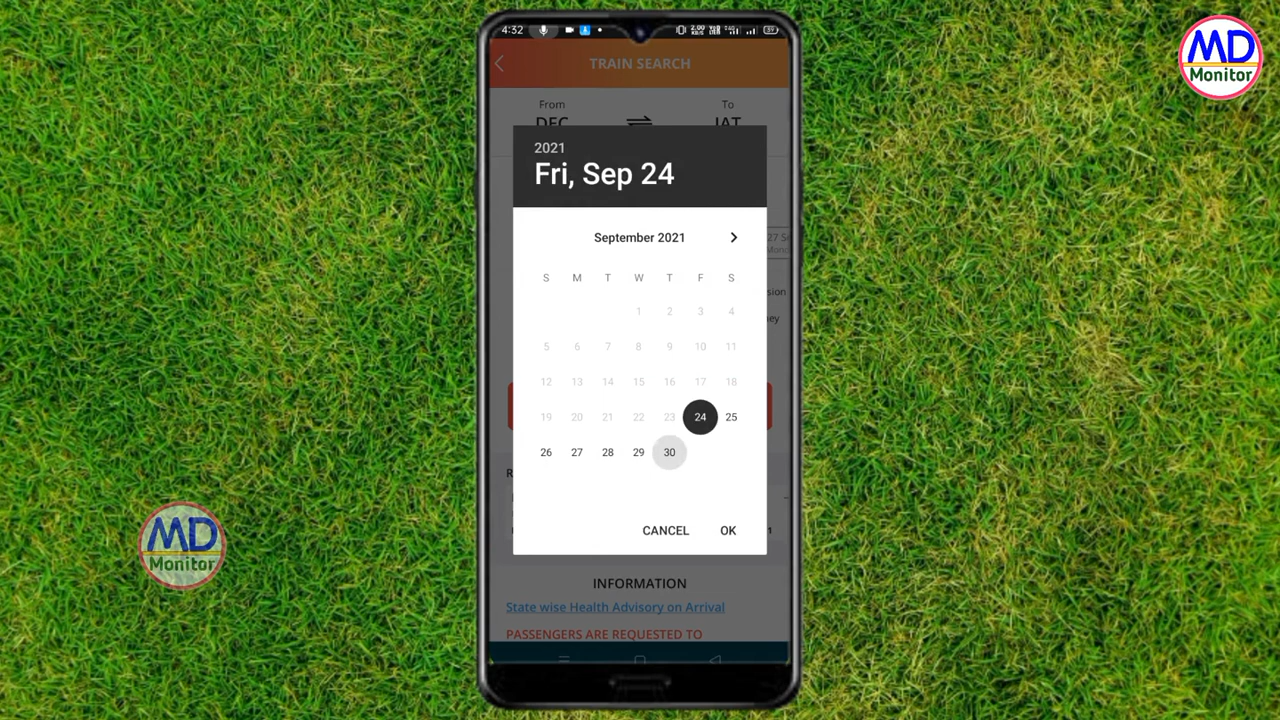 MD
Monitor
4:32
TRAIN SEARCH
From
To
2021
Fri, Sep 24
September 2021
S M T W T F S
1 2 3 4
5 6 7 8 9 10 11
12 13 14 15 16 17 18
19 20 21 22 23 24 25
26 27 28 29 30
CANCEL OK
INFORMATION
State wise Health Advisory on Arrival
PASSENGERS ARE REQUESTED TO
MD
Monitor